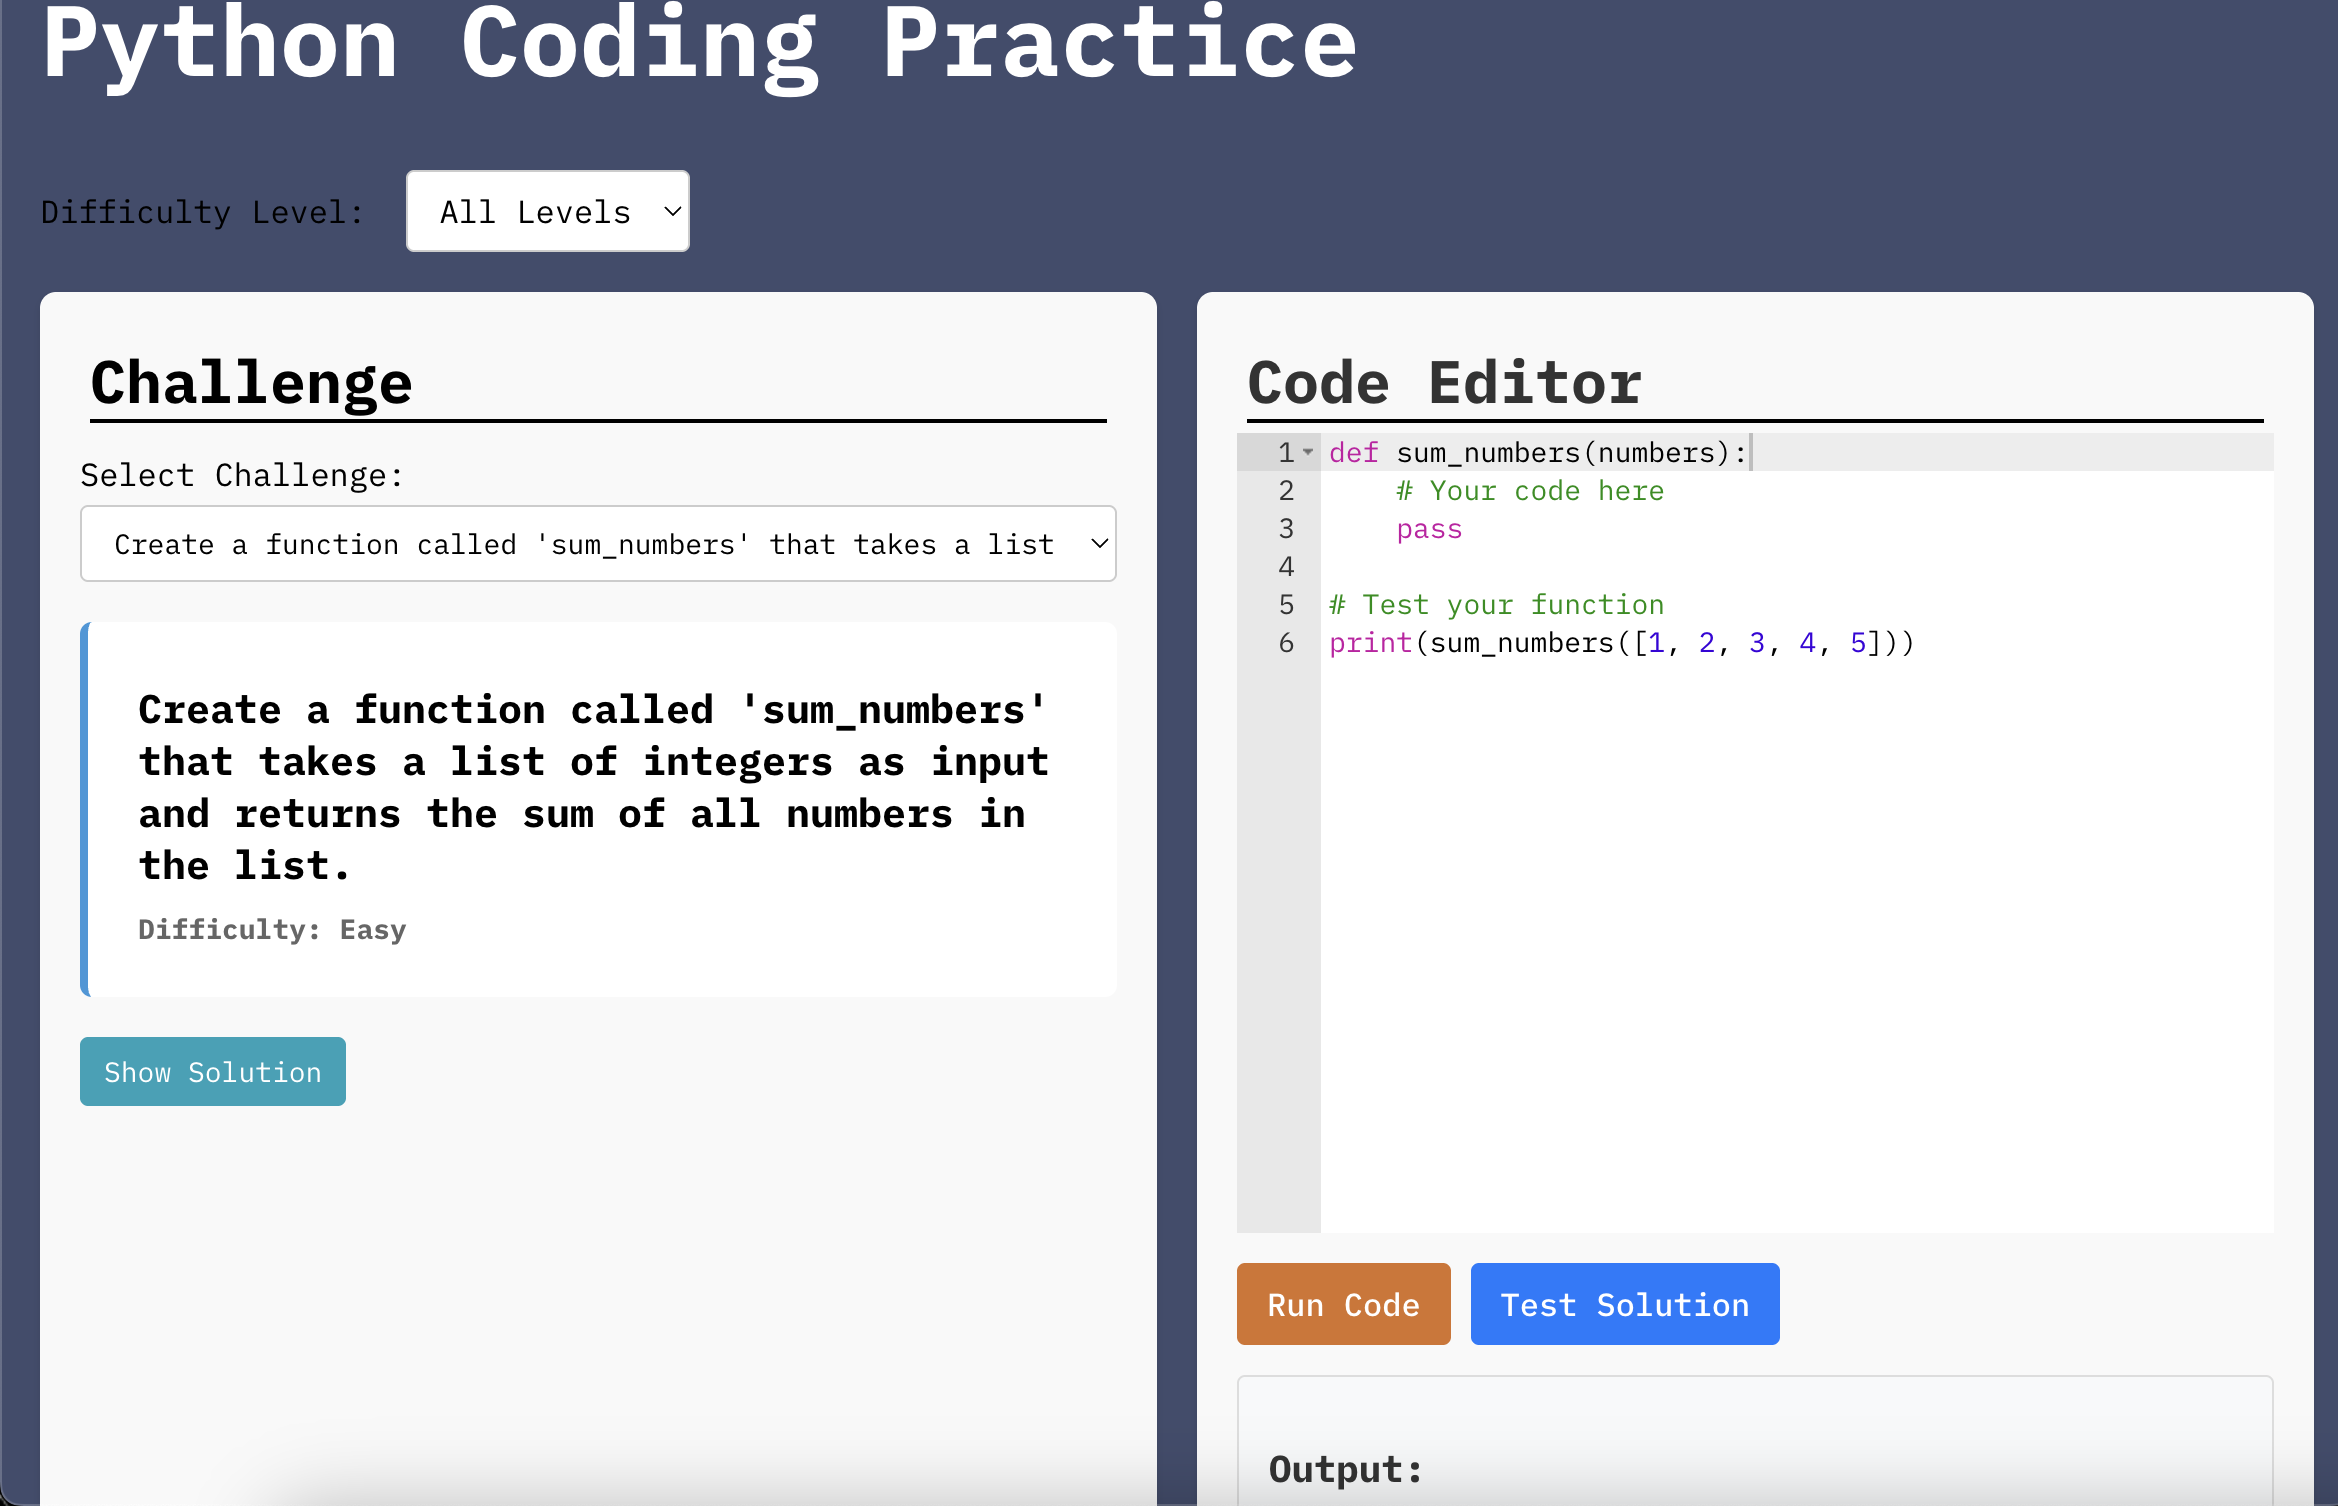 Python Coding Practice
Difficulty Level:
All Levels
Challenge
Select Challenge:
Create a function called 'sum_numbers' that takes a list
Create a function called 'sum_numbers'
that takes a list of integers as input
and returns the sum of all numbers in
the list.
Difficulty: Easy
Show Solution
Code Editor
1 def sum_numbers(numbers):
2     # Your code here
3     pass
4
5 # Test your function
6 print(sum_numbers([1, 2, 3, 4, 5]))
Run Code
Test Solution
Output: